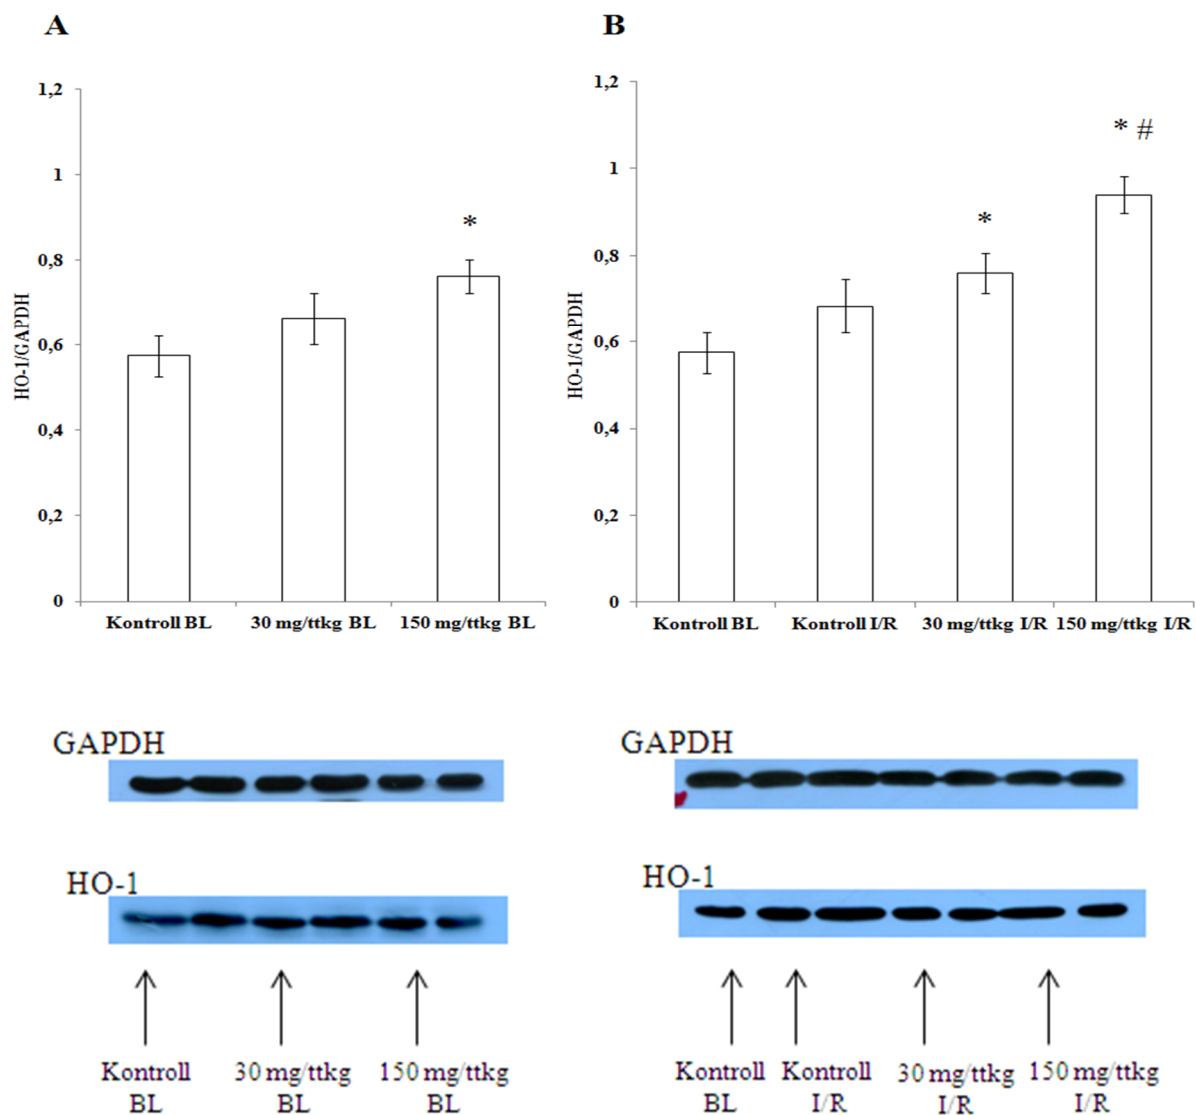 A
1,2
1
0,8
0,6
0,4
0,2
0
HO-1/GAPDH
*
Kontroll BL
30 mg/ttkg BL
150 mg/ttkg BL
B
1,2
1
0,8
0,6
0,4
0,2
0
HO-1/GAPDH
*
* #
Kontroll BL
Kontroll I/R
30 mg/ttkg I/R
150 mg/ttkg I/R
GAPDH
HO-1
Kontroll
BL
30 mg/ttkg
BL
150 mg/ttkg
BL
GAPDH
HO-1
Kontroll
BL
Kontroll
I/R
30 mg/ttkg
I/R
150 mg/ttkg
I/R